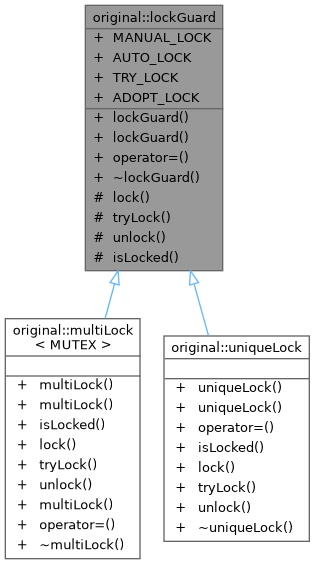 original::lockGuard
+ MANUAL_LOCK
+ AUTO_LOCK
+ TRY_LOCK
+ ADOPT_LOCK
+ lockGuard()
+ lockGuard()
+ operator=()
+ ~lockGuard()
# lock()
# tryLock()
# unlock()
# isLocked()
original::multiLock
< MUTEX >
+ multiLock()
+ multiLock()
+ isLocked()
+ lock()
+ tryLock()
+ unlock()
+ multiLock()
+ operator=()
+ ~multiLock()
original::uniqueLock
+ uniqueLock()
+ uniqueLock()
+ operator=()
+ isLocked()
+ lock()
+ tryLock()
+ unlock()
+ ~uniqueLock()